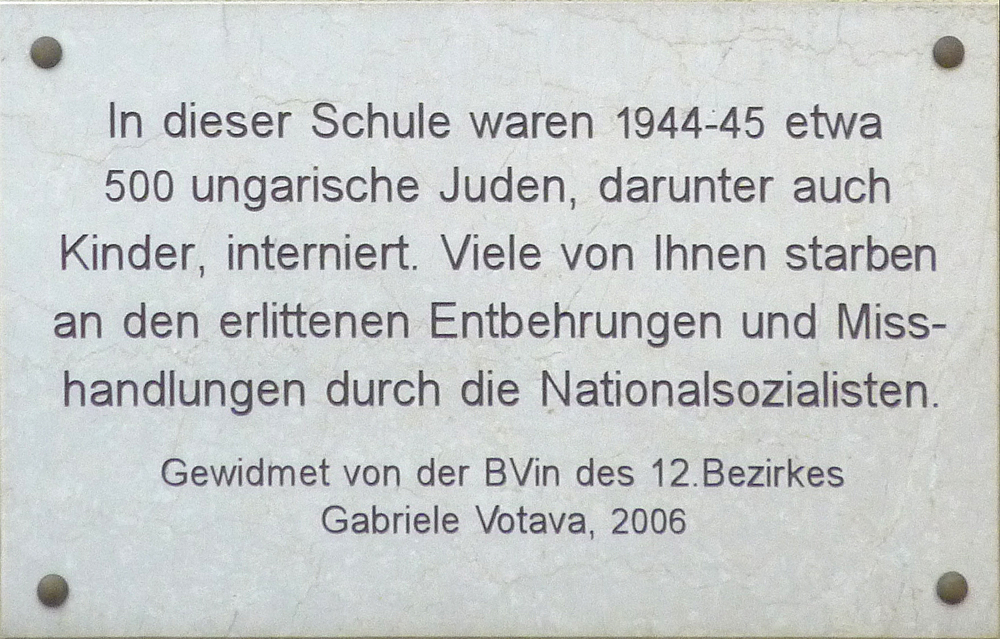 In dieser Schule waren 1944-45 etwa
500 ungarische Juden, darunter auch
Kinder, interniert. Viele von Ihnen starben
an den erlittenen Entbehrungen und Miss-
handlungen durch die Nationalsozialisten.
Gewidmet von der BVin des 12.Bezirkes
Gabriele Votava, 2006